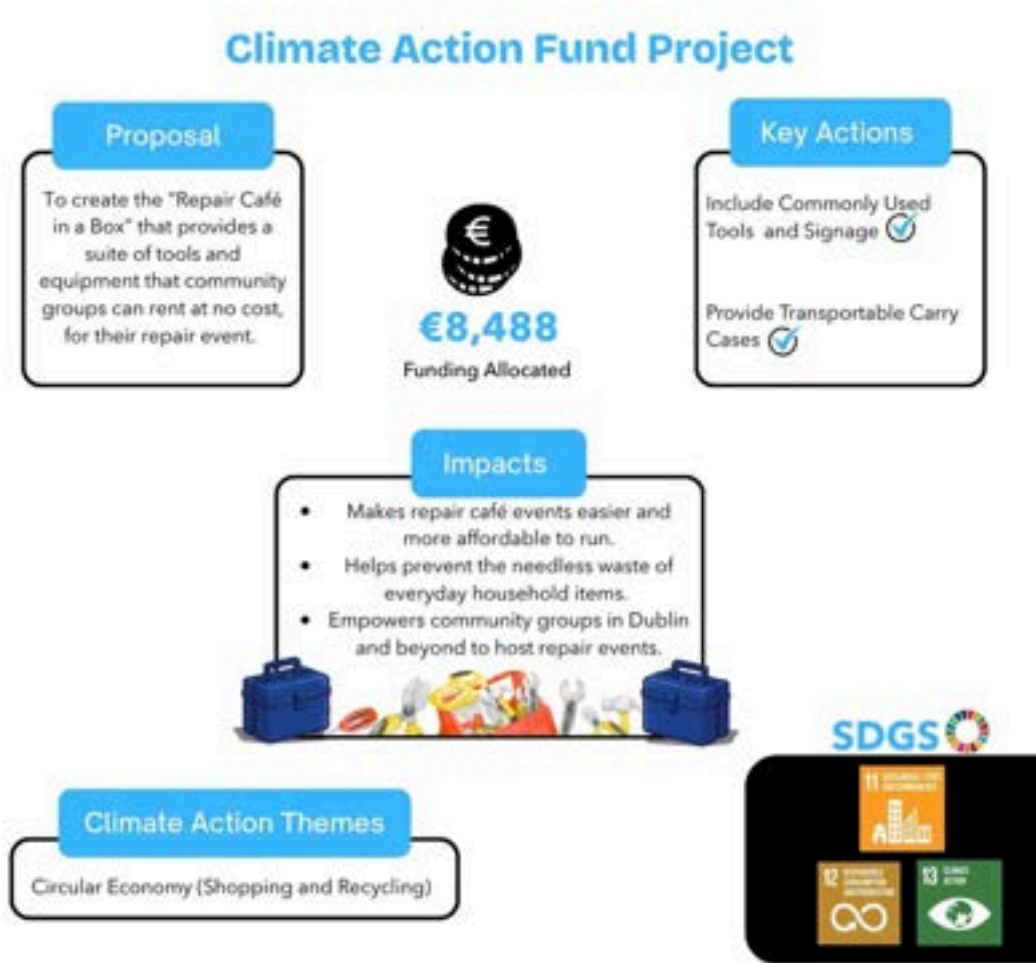 Climate Action Fund Project
Proposal
To create the "Repair Café
in a Box" that provides a
suite of tools and
equipment that community
groups can rent at no cost,
for their repair event.
€
€8,488
Funding Allocated
Key Actions
Include Commonly Used
Tools and Signage
Provide Transportable Carry
Cases
Impacts
• Makes repair café events easier and
more affordable to run.
• Helps prevent the needless waste of
everyday household items.
• Empowers community groups in Dublin
and beyond to host repair events.
Climate Action Themes
Circular Economy (Shopping and Recycling)
SDGS
11
12
13 CLIMATE
ACTION